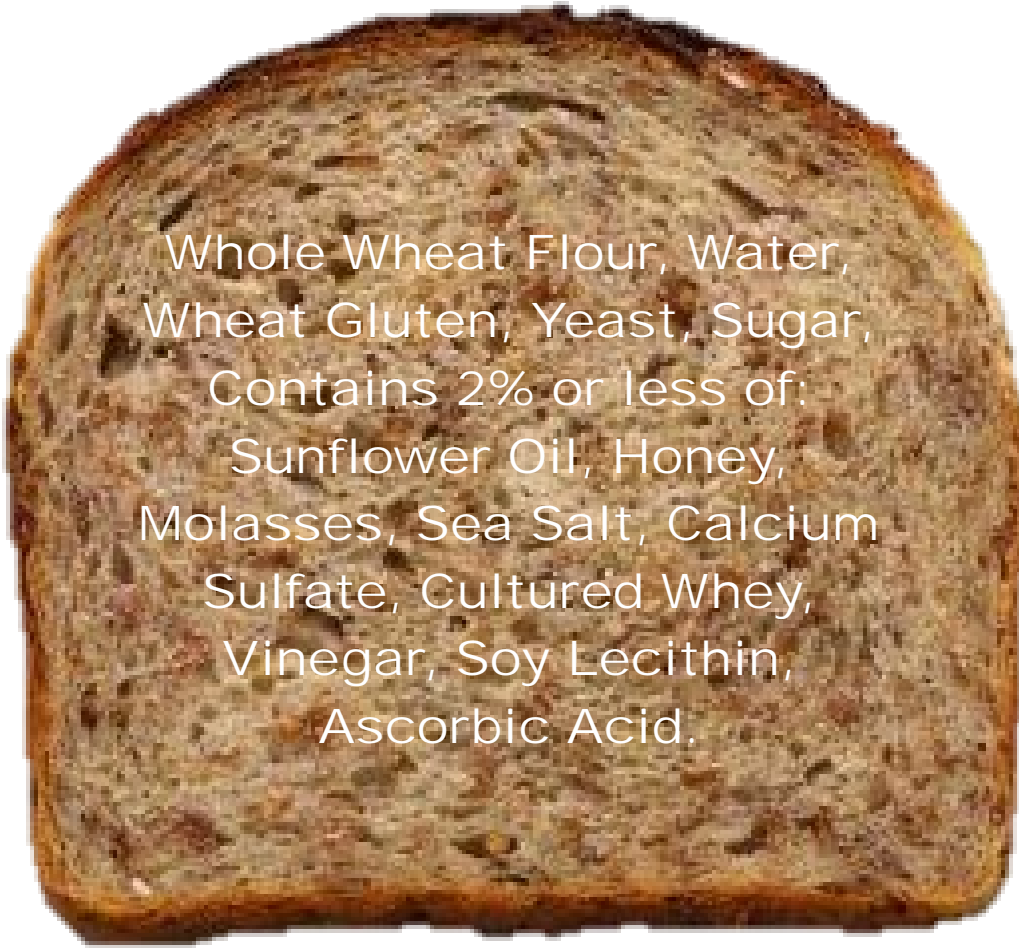 Whole Wheat Flour, Water,
Wheat Gluten, Yeast, Sugar,
Contains 2% or less of:
Sunflower Oil, Honey,
Molasses, Sea Salt, Calcium
Sulfate, Cultured Whey,
Vinegar, Soy Lecithin,
Ascorbic Acid.